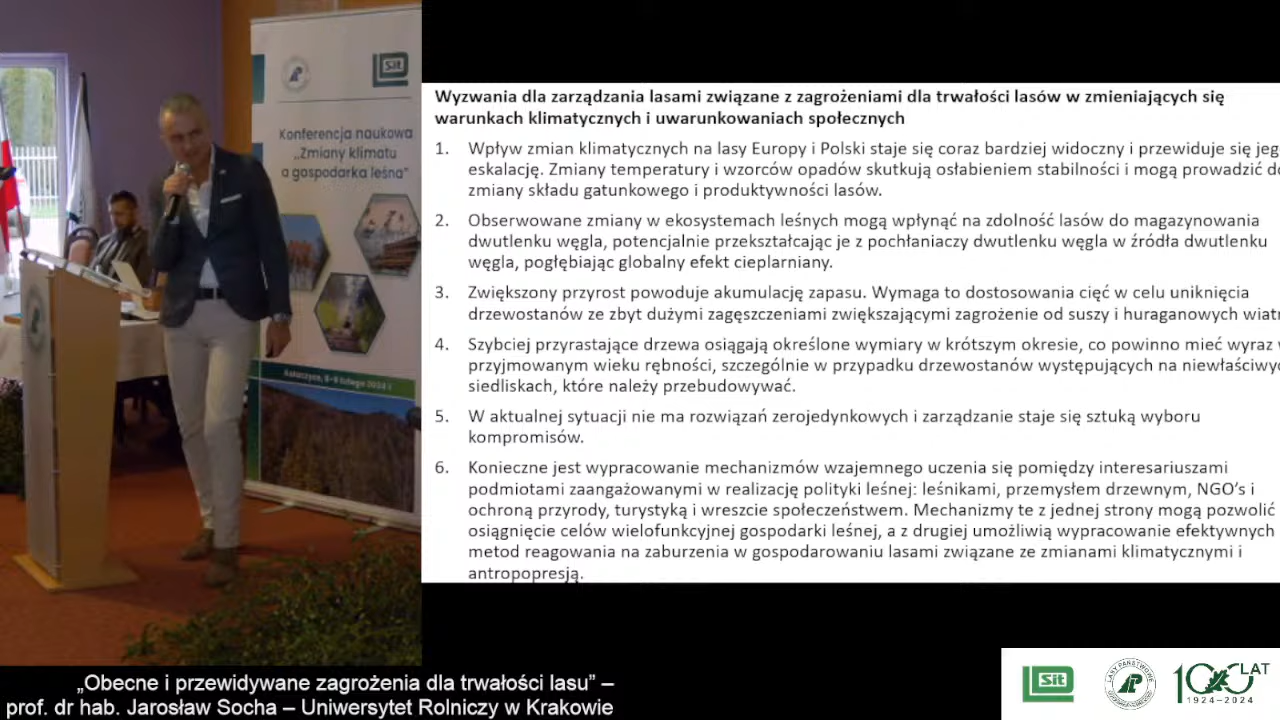 Sit
Konferencja naukowa
„Zmiany klimatu
a gospodarka leśna”
Wyzwania dla zarządzania lasami związane z zagrożeniami dla trwałości lasów w zmieniających się
warunkach klimatycznych i uwarunkowaniach społecznych
1. Wpływ zmian klimatycznych na lasy Europy i Polski staje się coraz bardziej widoczny i przewiduje się jeg
eskalację. Zmiany temperatury i wzorców opadów skutkują osłabieniem stabilności i mogą prowadzić do
zmiany składu gatunkowego i produktywności lasów.
2. Obserwowane zmiany w ekosystemach leśnych mogą wpłynąć na zdolność lasów do magazynowania
dwutlenku węgla, potencjalnie przekształcając je z pochłaniaczy dwutlenku węgla w źródła dwutlenku
węgla, pogłębiając globalny efekt cieplarniany.
3. Zwiększony przyrost powoduje akumulację zapasu. Wymaga to dostosowania cięć w celu uniknięcia
drzewostanów ze zbyt dużymi zagęszczeniami zwiększającymi zagrożenie od suszy i huraganowych wiatr
4. Szybciej przyrastające drzewa osiągają określone wymiary w krótszym okresie, co powinno mieć wyraz w
przyjmowanym wieku rębności, szczególnie w przypadku drzewostanów występujących na niewłaściwyc
siedliskach, które należy przebudowywać.
5. W aktualnej sytuacji nie ma rozwiązań zerojedynkowych i zarządzanie staje się sztuką wyboru
kompromisów.
6. Konieczne jest wypracowanie mechanizmów wzajemnego uczenia się pomiędzy interesariuszami
podmiotami zaangażowanymi w realizację polityki leśnej: leśnikami, przemysłem drzewnym, NGO’s i
ochroną przyrody, turystyką i wreszcie społeczeństwem. Mechanizmy te z jednej strony mogą pozwolić
osiągnięcie celów wielofunkcyjnej gospodarki leśnej, a z drugiej umożliwią wypracowanie efektywnych
metod reagowania na zaburzenia w gospodarowaniu lasami związane ze zmianami klimatycznymi i
antropopresją.
„Obecne i przewidywane zagrożenia dla trwałości lasu” –
prof. dr hab. Jarosław Socha – Uniwersytet Rolniczy w Krakowie
Sit
LASY PAŃSTWOWE
100 LAT
1924–2024